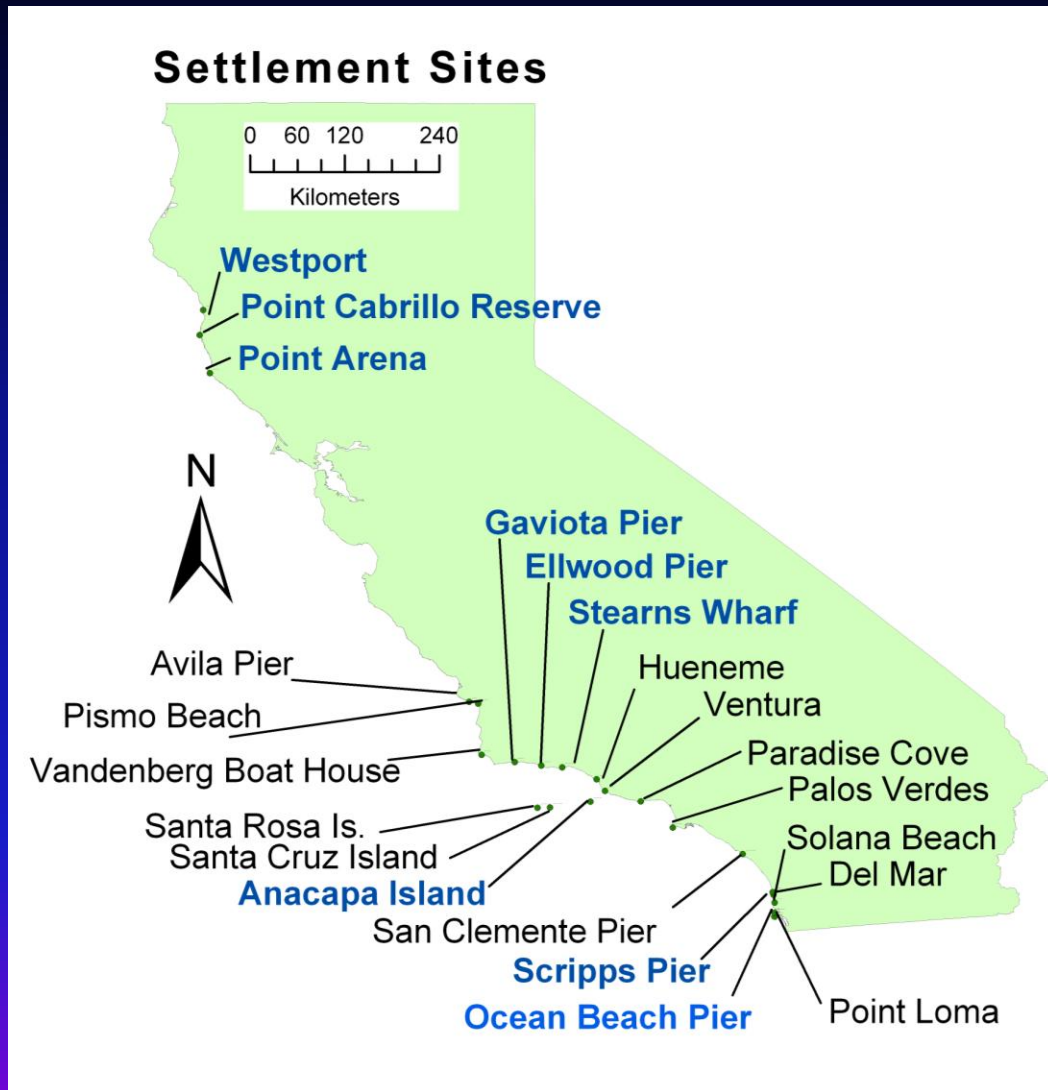 Settlement Sites
0 60 120 240
Kilometers
Westport
Point Cabrillo Reserve
Point Arena
N
Gaviota Pier
Ellwood Pier
Stearns Wharf
Hueneme
Avila Pier
Ventura
Pismo Beach
Paradise Cove
Vandenberg Boat House
Palos Verdes
Santa Rosa Is.
Solana Beach
Santa Cruz Island
Del Mar
Anacapa Island
San Clemente Pier
Scripps Pier
Point Loma
Ocean Beach Pier